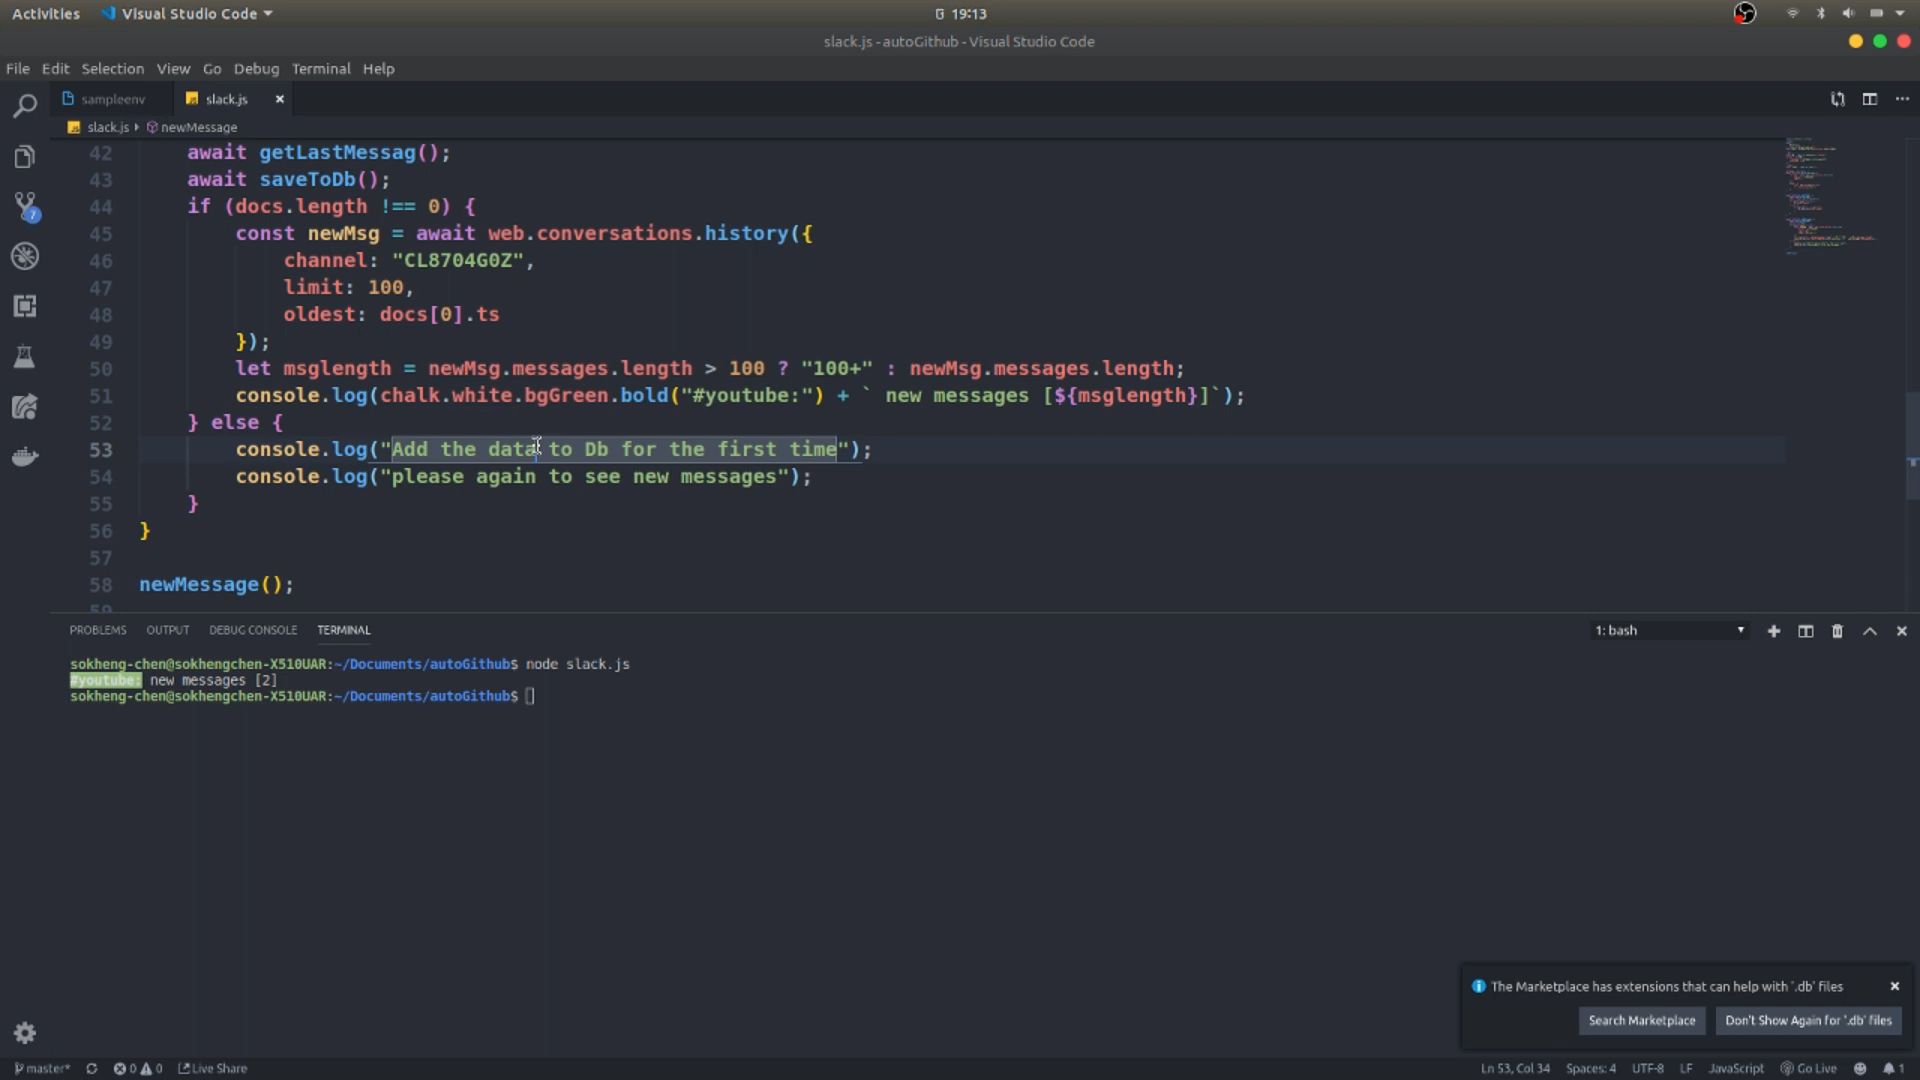 Activities Visual Studio Code 19:13
slack.js - autoGithub - Visual Studio Code
File Edit Selection View Go Debug Terminal Help
sampleenv slack.js
slack.js newMessage
42 await getLastMessag();
43 await saveToDb();
44 if (docs.length !== 0) {
45 const newMsg = await web.conversations.history({
46 channel: "CL8704G0Z",
47 limit: 100,
48 oldest: docs[0].ts
49 });
50 let msglength = newMsg.messages.length > 100 ? "100+" : newMsg.messages.length;
51 console.log(chalk.white.bgGreen.bold("#youtube:") + ` new messages [${msglength}]`);
52 } else {
53 console.log("Add the data to Db for the first time");
54 console.log("please again to see new messages");
55 }
56 }
57
58 newMessage();
59
PROBLEMS OUTPUT DEBUG CONSOLE TERMINAL 1: bash
sokheng-chen@sokhengchen-X510UAR:~/Documents/autoGithub$ node slack.js
#youtube: new messages [2]
sokheng-chen@sokhengchen-X510UAR:~/Documents/autoGithub$
The Marketplace has extensions that can help with '.db' files
Search Marketplace Don't Show Again for '.db' files
master* 0 0 Live Share Ln 53, Col 34 Spaces: 4 UTF-8 LF JavaScript Go Live 1
7